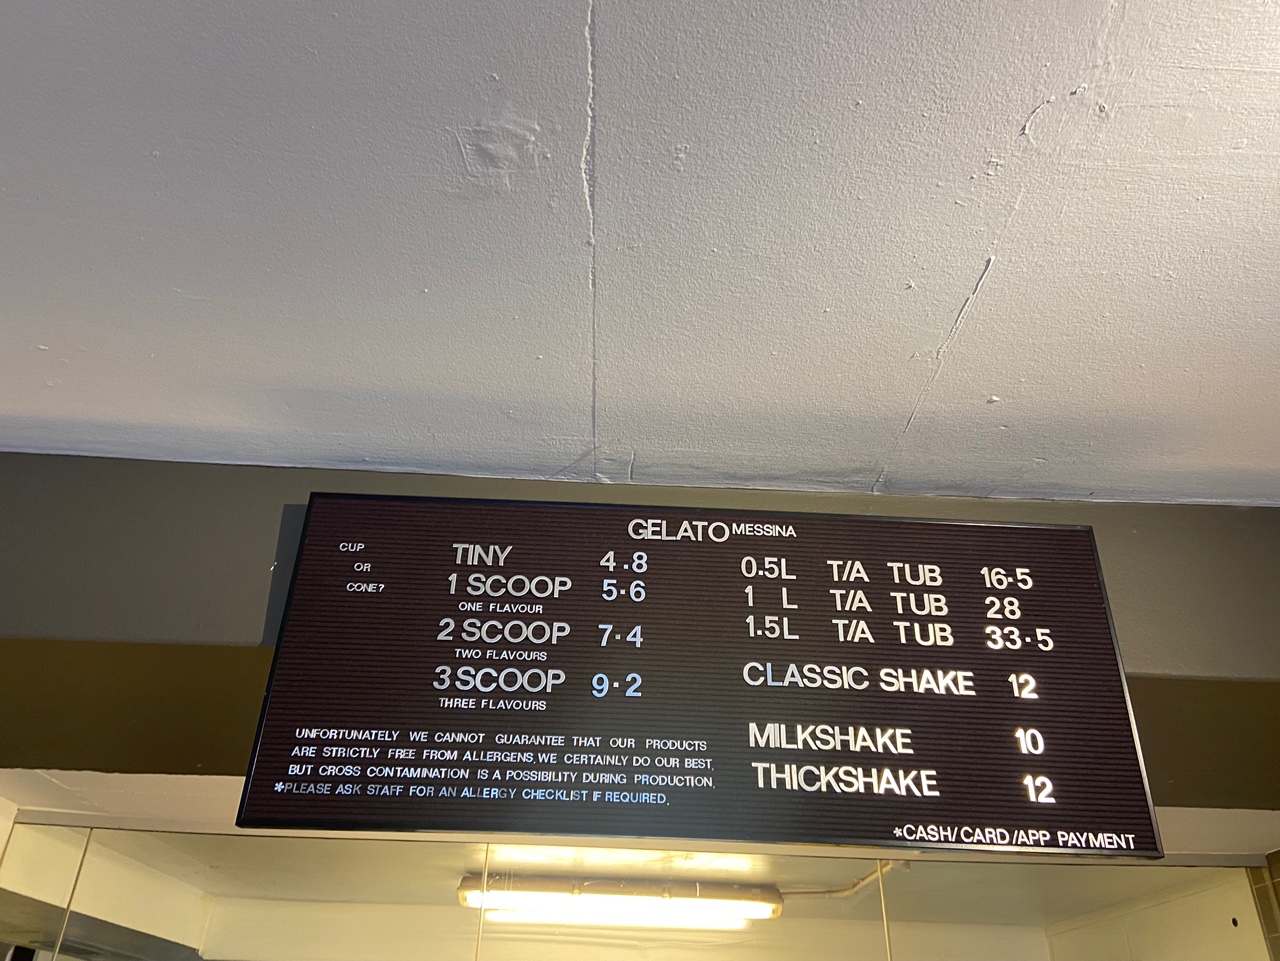 GELATO MESSINA
CUP
OR
CONE?
TINY 4.8
1 SCOOP 5.6
ONE FLAVOUR
2 SCOOP 7.4
TWO FLAVOURS
3 SCOOP 9.2
THREE FLAVOURS
UNFORTUNATELY WE CANNOT GUARANTEE THAT OUR PRODUCTS
ARE STRICTLY FREE FROM ALLERGENS. WE CERTAINLY DO OUR BEST,
BUT CROSS CONTAMINATION IS A POSSIBILITY DURING PRODUCTION.
*PLEASE ASK STAFF FOR AN ALLERGY CHECKLIST IF REQUIRED.
0.5L T/A TUB 16.5
1 L T/A TUB 28
1.5L T/A TUB 33.5
CLASSIC SHAKE 12
MILKSHAKE 10
THICKSHAKE 12
*CASH/CARD/APP PAYMENT